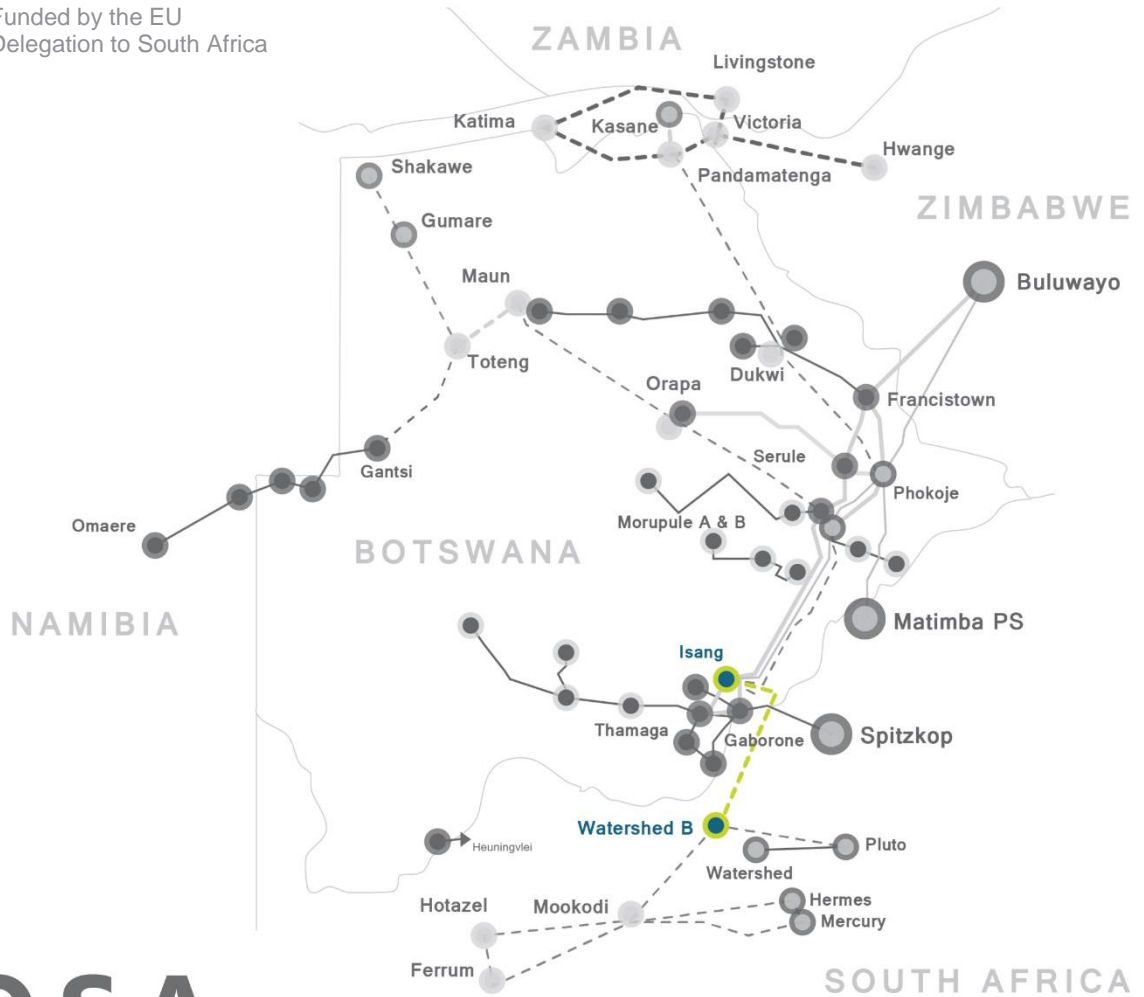 Funded by the EU
Delegation to South Africa
ZAMBIA
Livingstone
Katima
Kasane
Victoria
Hwange
Shakawe
Pandamatenga
ZIMBABWE
Gumare
Maun
Buluwayo
Toteng
Dukwi
Orapa
Francistown
Serule
Gantsi
Phokoje
Omaere
Morupule A & B
BOTSWANA
NAMIBIA
Matimba PS
Isang
Thamaga
Gaborone
Spitzkop
Watershed B
Heuningvlei
Pluto
Watershed
Hotazel
Mookodi
Hermes
Mercury
Ferrum
SOUTH AFRICA